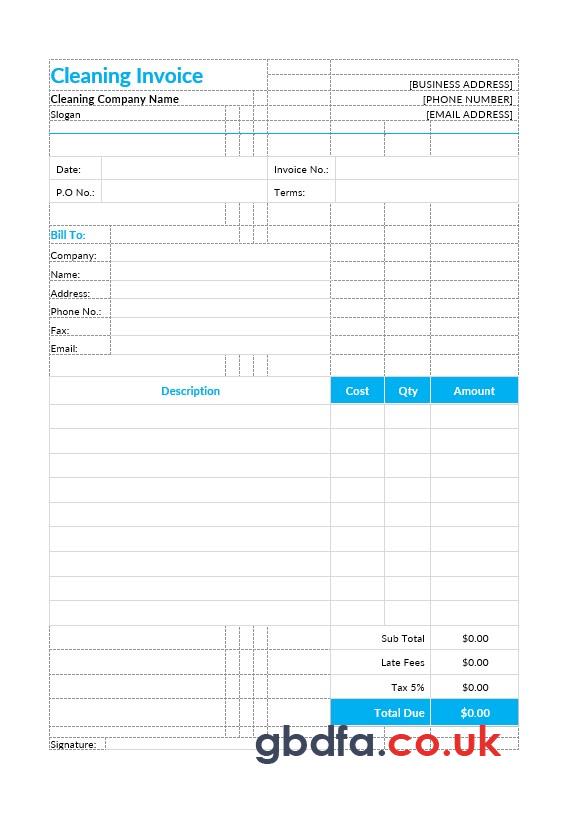 Cleaning Invoice
[BUSINESS ADDRESS]
Cleaning Company Name [PHONE NUMBER]
Slogan [EMAIL ADDRESS]
Date: Invoice No.:
P.O No.: Terms:
Bill To:
Company:
Name:
Address:
Phone No.:
Fax:
Email:
Description Cost Qty Amount
Sub Total $0.00
Late Fees $0.00
Tax 5% $0.00
Total Due $0.00
Signature:
gbdfa.co.uk